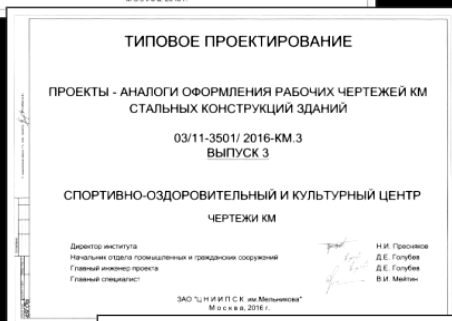 ТИПОВОЕ ПРОЕКТИРОВАНИЕ
ПРОЕКТЫ - АНАЛОГИ ОФОРМЛЕНИЯ РАБОЧИХ ЧЕРТЕЖЕЙ КМ
СТАЛЬНЫХ КОНСТРУКЦИЙ ЗДАНИЙ
03/11-3501/ 2016-КМ.3
ВЫПУСК 3
СПОРТИВНО-ОЗДОРОВИТЕЛЬНЫЙ И КУЛЬТУРНЫЙ ЦЕНТР
ЧЕРТЕЖИ КМ
Директор института Н.И. Пресняков
Начальник отдела промышленных и гражданских сооружений Д.Е. Голубев
Главный инженер проекта Д.Е. Голубев
Главный специалист В.И. Мейтин
ЗАО "ЦНИИПСК им.Мельникова"
Москва, 2016 г.